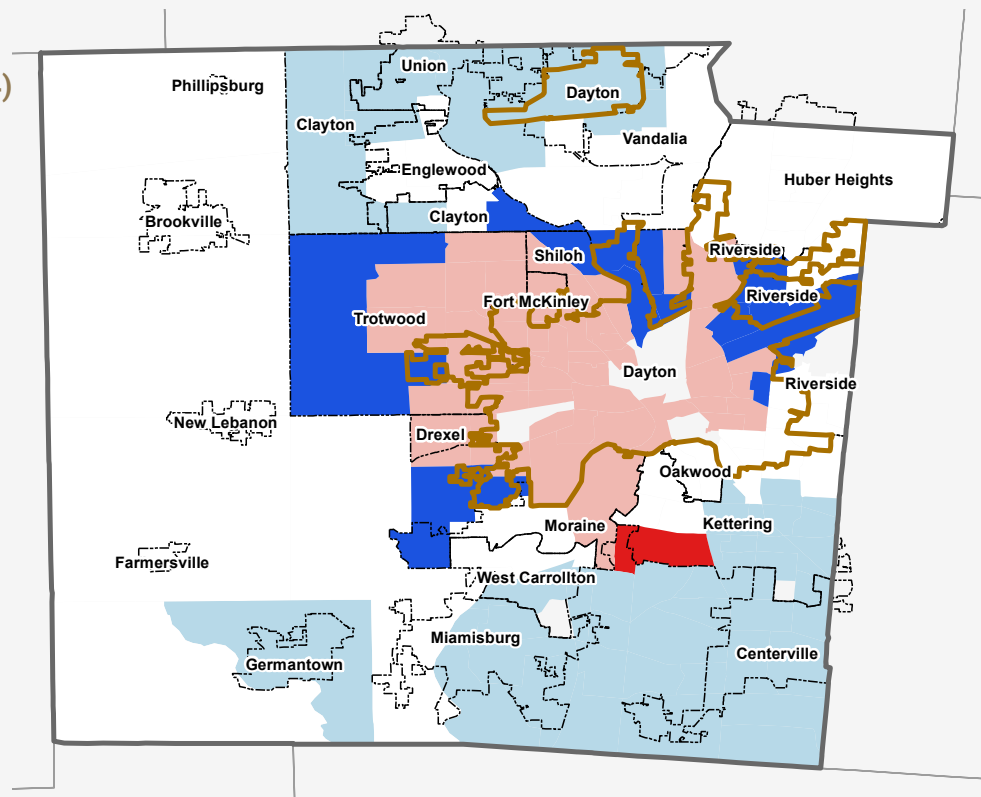 Union
Phillipsburg
)
Dayton
Clayton
Vandalia
Englewood
Huber Heights
Clayton
Brookville
Riverside
Shiloh
Riverside
Fort McKinley
Trotwood
Dayton
Riverside
New Lebanon
Drexel
Oakwood
Moraine
Kettering
Farmersville
West Carrollton
Miamisburg
Centerville
Germantown